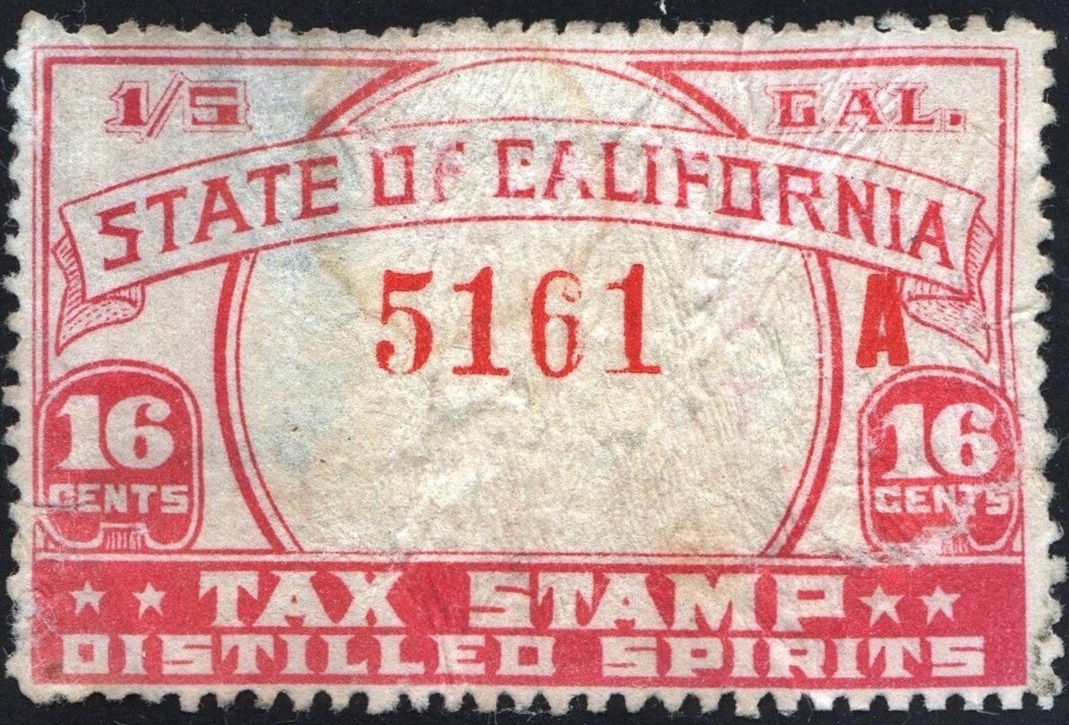 1/5 GAL.
STATE OF CALIFORNIA
5161 A
16 CENTS 16 CENTS
TAX STAMP
DISTILLED SPIRITS